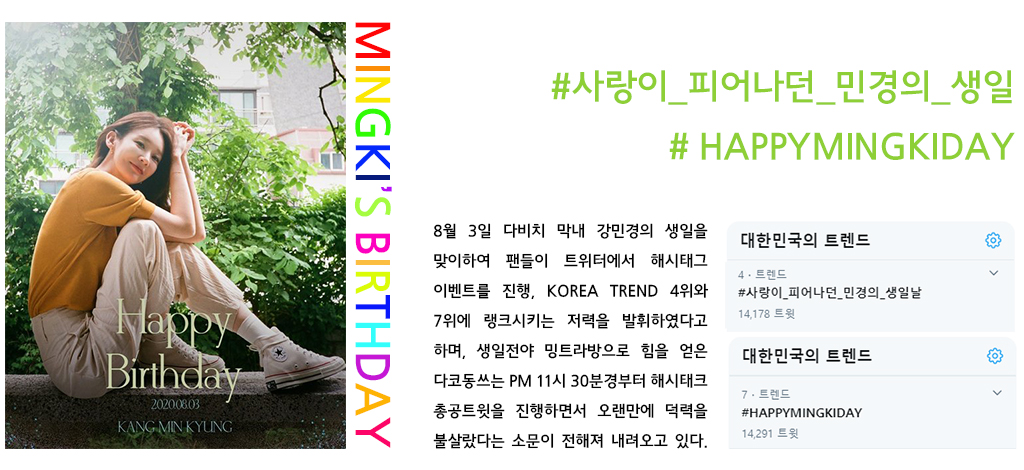 Happy
Birthday
2020.08.03
KANG MIN KYUNG
MINGKI'S BIRTHDAY
#사랑이_피어나던_민경의_생일
# HAPPYMINGKIDAY
8월 3일 다비치 막내 강민경의 생일을
맞이하여 팬들이 트위터에서 해시태그
이벤트를 진행, KOREA TREND 4위와
7위에 랭크시키는 저력을 발휘하였다고
하며, 생일전야 밍트라방으로 힘을 얻은
다코동쓰는 PM 11시 30분경부터 해시태크
총공트윗을 진행하면서 오랜만에 덕력을
불살랐다는 소문이 전해져 내려오고 있다.
대한민국의 트렌드
4 · 트렌드
#사랑이_피어나던_민경의_생일날
14,178 트윗
대한민국의 트렌드
7 · 트렌드
#HAPPYMINGKIDAY
14,291 트윗